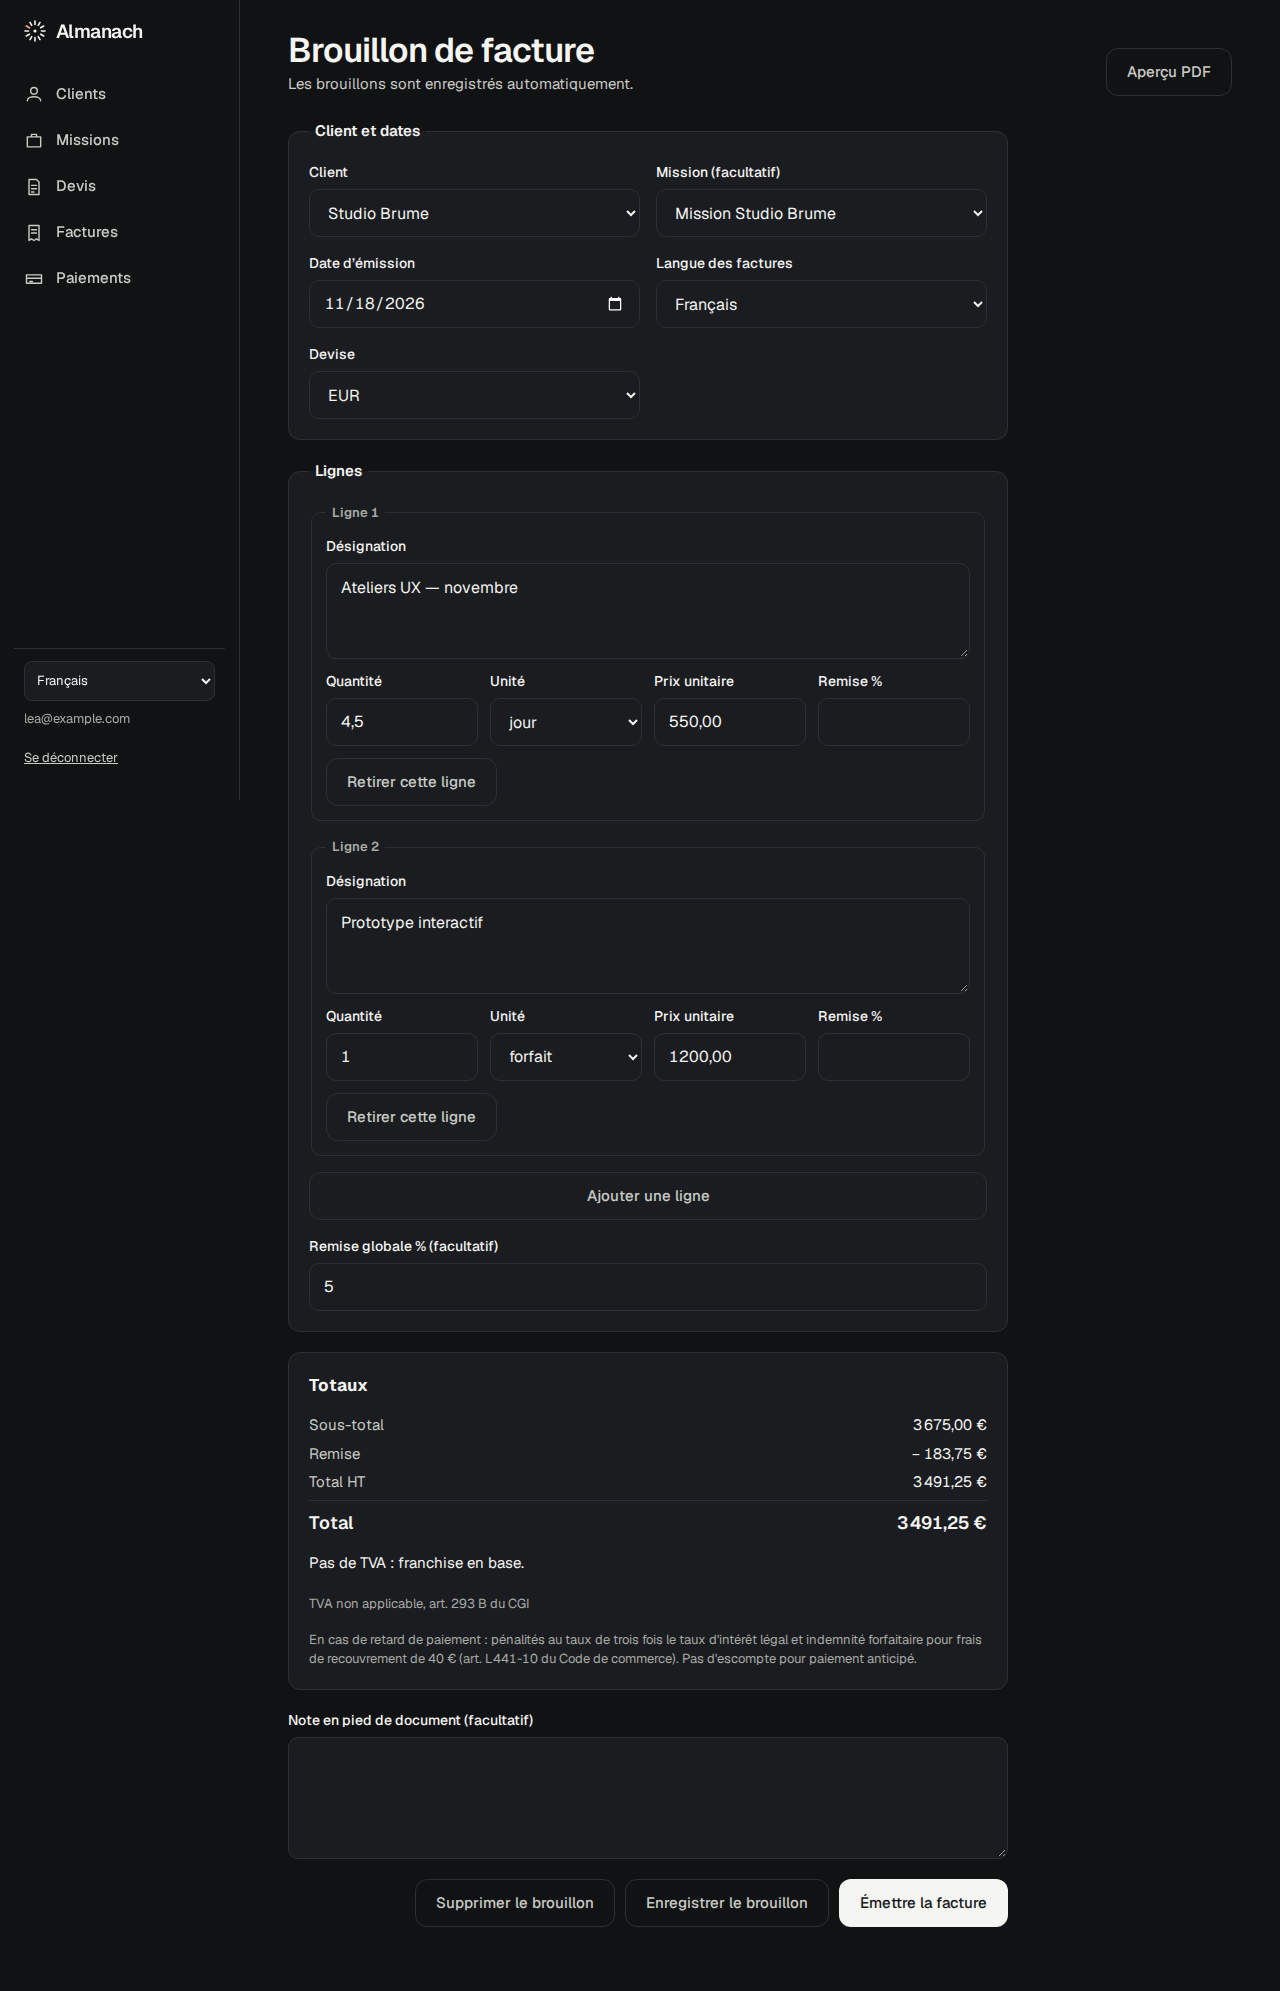 Almanach
Clients
Missions
Devis
Factures
Paiements
Français
lea@example.com
Se déconnecter
Brouillon de facture
Les brouillons sont enregistrés automatiquement.
Aperçu PDF
Client et dates
Client
Mission (facultatif)
Studio Brume
Mission Studio Brume
Date d'émission
Langue des factures
11/18/2026
Français
Devise
EUR
Lignes
Ligne 1
Désignation
Ateliers UX — novembre
Quantité
Unité
Prix unitaire
Remise %
4,5
jour
550,00
Retirer cette ligne
Ligne 2
Désignation
Prototype interactif
Quantité
Unité
Prix unitaire
Remise %
1
forfait
1200,00
Retirer cette ligne
Ajouter une ligne
Remise globale % (facultatif)
5
Totaux
Sous-total 3 675,00 €
Remise − 183,75 €
Total HT 3 491,25 €
Total 3 491,25 €
Pas de TVA : franchise en base.
TVA non applicable, art. 293 B du CGI
En cas de retard de paiement : pénalités au taux de trois fois le taux d'intérêt légal et indemnité forfaitaire pour frais
de recouvrement de 40 € (art. L441-10 du Code de commerce). Pas d'escompte pour paiement anticipé.
Note en pied de document (facultatif)
Supprimer le brouillon
Enregistrer le brouillon
Émettre la facture